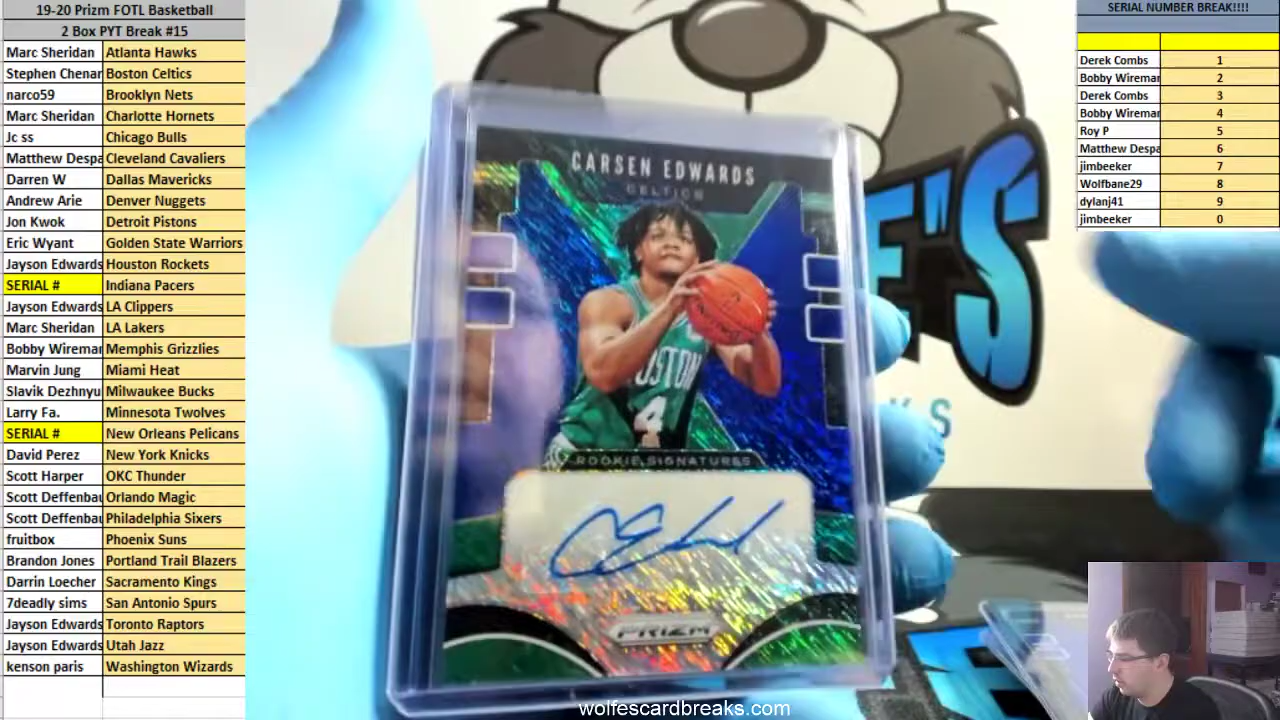 19-20 Prizm FOTL Basketball
2 Box PYT Break #15
Marc Sheridan Atlanta Hawks
Stephen Chenar Boston Celtics
narco59 Brooklyn Nets
Marc Sheridan Charlotte Hornets
Jc ss Chicago Bulls
Matthew Despa Cleveland Cavaliers
Darren W Dallas Mavericks
Andrew Arie Denver Nuggets
Jon Kwok Detroit Pistons
Eric Wyant Golden State Warriors
Jayson Edwards Houston Rockets
SERIAL # Indiana Pacers
Jayson Edwards LA Clippers
Marc Sheridan LA Lakers
Bobby Wiremar Memphis Grizzlies
Marvin Jung Miami Heat
Slavik Dezhnyu Milwaukee Bucks
Larry Fa. Minnesota Twolves
SERIAL # New Orleans Pelicans
David Perez New York Knicks
Scott Harper OKC Thunder
Scott Deffenbau Orlando Magic
Scott Deffenbau Philadelphia Sixers
fruitbox Phoenix Suns
Brandon Jones Portland Trail Blazers
Darrin Loecher Sacramento Kings
7deadly sims San Antonio Spurs
Jayson Edwards Toronto Raptors
Jayson Edwards Utah Jazz
kenson paris Washington Wizards
CARSEN EDWARDS
CELTICS
BOSTON
4
ROOKIE SIGNATURES
PRIZM
E'S
KS
wolfescardbreaks.com
SERIAL NUMBER BREAK!!!!
Derek Combs 1
Bobby Wiremar 2
Derek Combs 3
Bobby Wiremar 4
Roy P 5
Matthew Despa 6
jimbeeker 7
Wolfbane29 8
dylanj41 9
jimbeeker 0